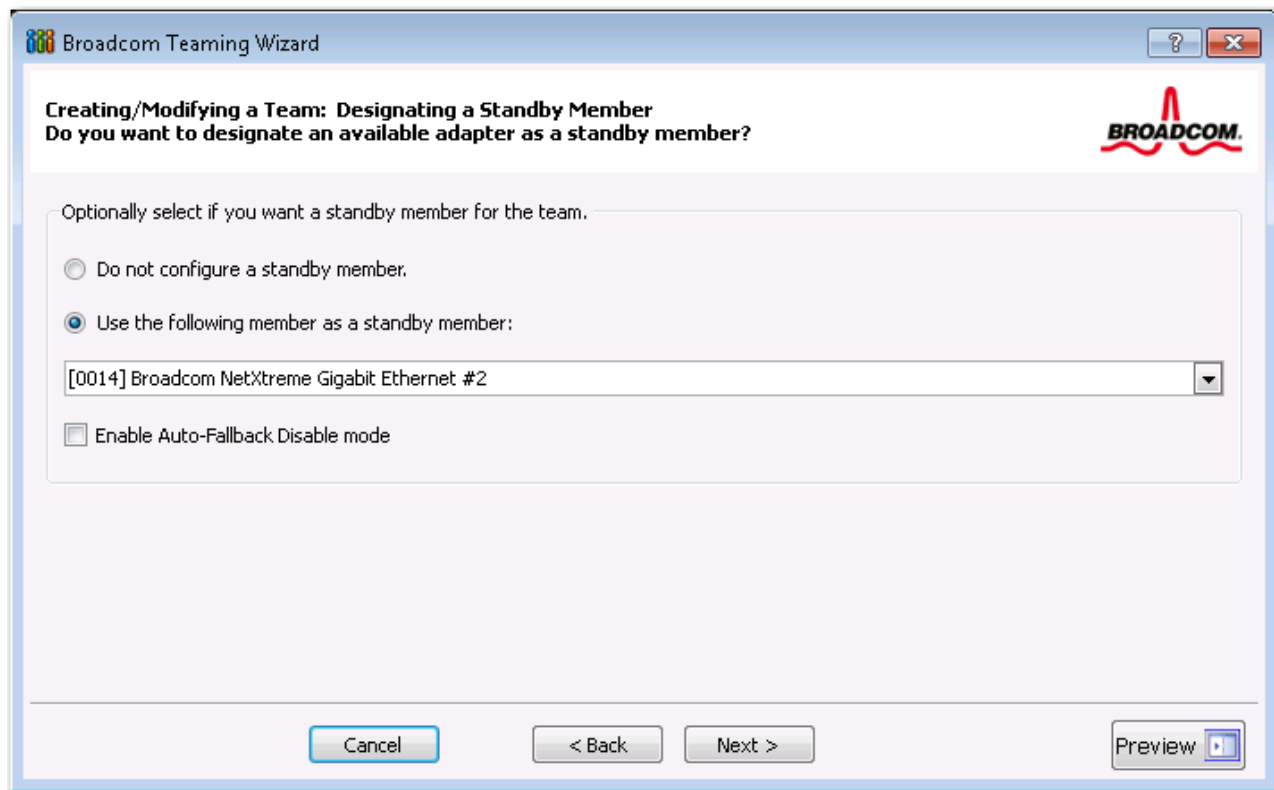 Broadcom Teaming Wizard
?
Creating/Modifying a Team: Designating a Standby Member
Do you want to designate an available adapter as a standby member?
BROADCOM.
Optionally select if you want a standby member for the team.
Do not configure a standby member.
Use the following member as a standby member:
[0014] Broadcom NetXtreme Gigabit Ethernet #2
Enable Auto-Fallback Disable mode
Cancel
< Back
Next >
Preview